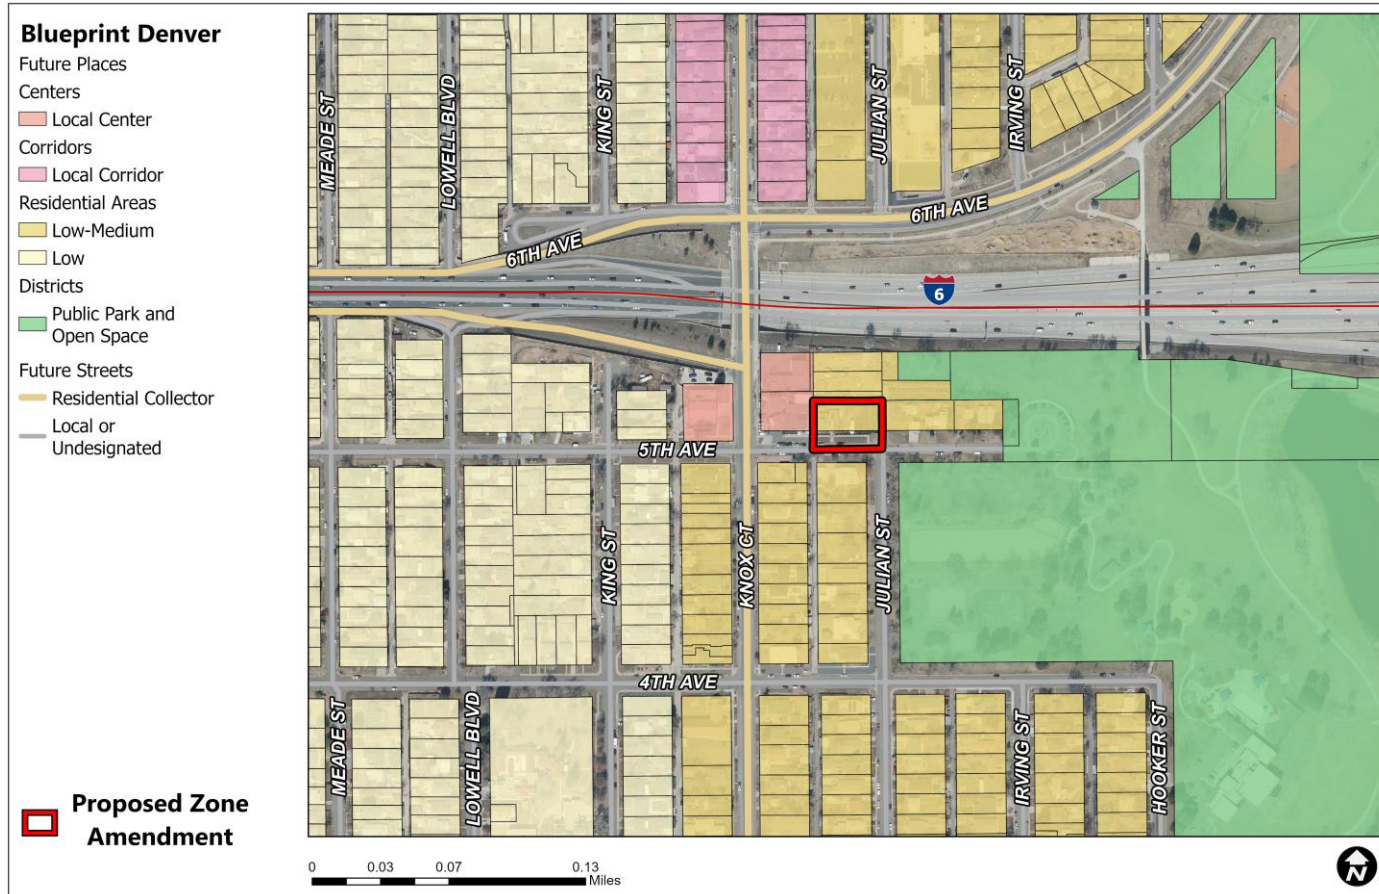 Blueprint Denver
Future Places
Centers
Local Center
Corridors
Local Corridor
Residential Areas
Low-Medium
Low
Districts
Public Park and
Open Space
Future Streets
Residential Collector
Local or
Undesignated
Proposed Zone
Amendment
MEADE ST
LOWELL BLVD
KING ST
JULIAN ST
IRVING ST
6TH AVE
6TH AVE
6
5TH AVE
KING ST
KNOX CT
JULIAN ST
4TH AVE
MEADE ST
LOWELL BLVD
IRVING ST
HOOKER ST
0 0.03 0.07 0.13
Miles
N